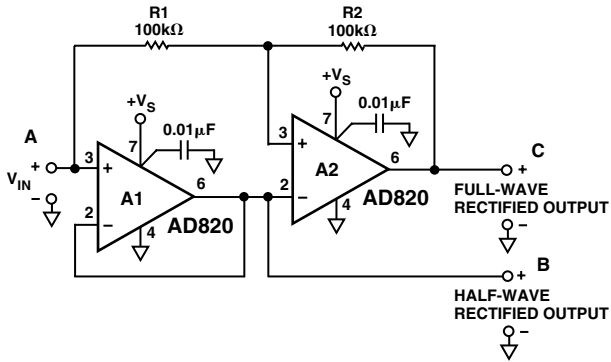 R1
100kΩ
R2
100kΩ
+VS
0.01µF
+VS
0.01µF
A
+
VIN
–
3
+
7
A1
6
2
–
4
AD820
3
+
7
A2
6
2
–
4
AD820
C
+
FULL-WAVE
RECTIFIED OUTPUT
–
B
+
HALF-WAVE
RECTIFIED OUTPUT
–